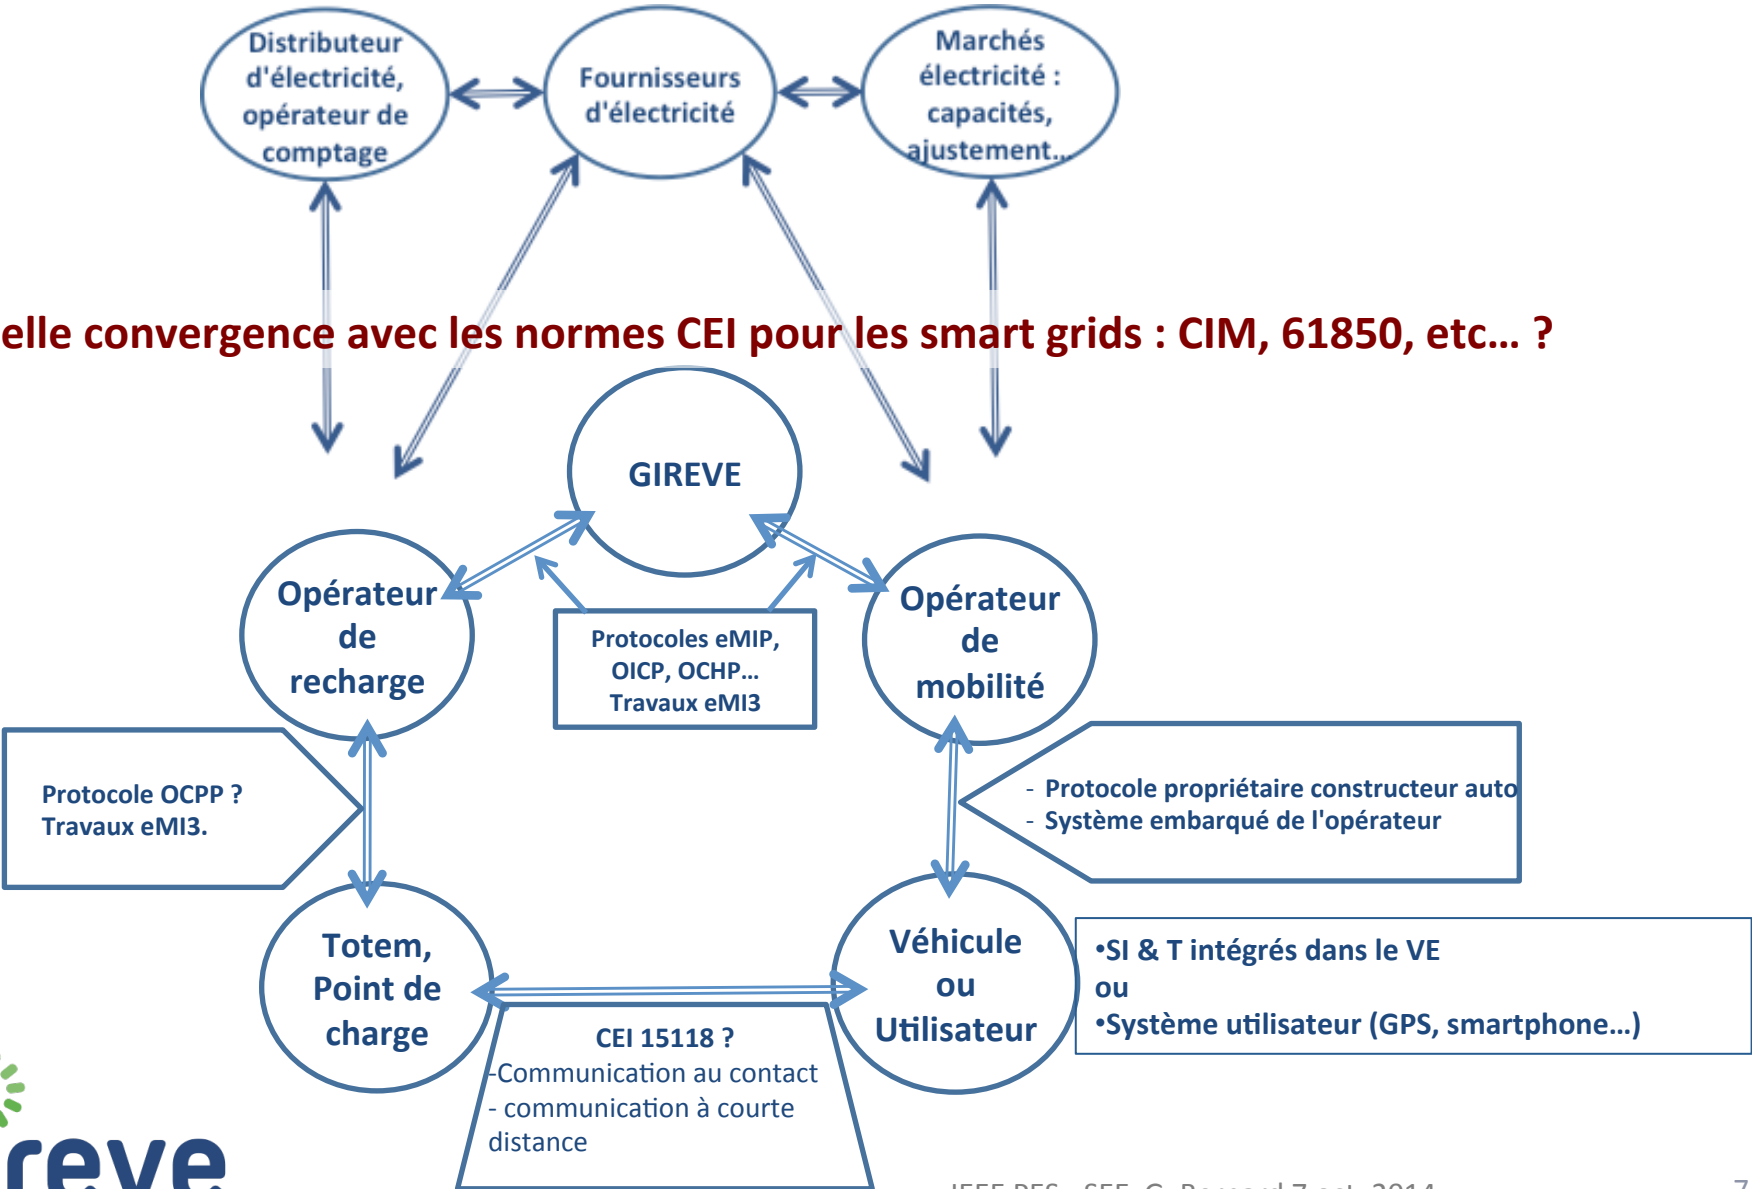 Distributeur
d'électricité,
opérateur de
comptage
Fournisseurs
d'électricité
Marchés
électricité :
capacités,
ajustement...
elle convergence avec les normes CEI pour les smart grids : CIM, 61850, etc... ?
GIREVE
Opérateur
de
recharge
Protocoles eMIP,
OICP, OCHP...
Travaux eMI3
Opérateur
de
mobilité
Protocole OCPP ?
Travaux eMI3.
- Protocole propriétaire constructeur auto
- Système embarqué de l'opérateur
Totem,
Point de
charge
Véhicule
ou
Utilisateur
•SI & T intégrés dans le VE
ou
•Système utilisateur (GPS, smartphone...)
CEI 15118 ?
-Communication au contact
- communication à courte
distance
reve
7